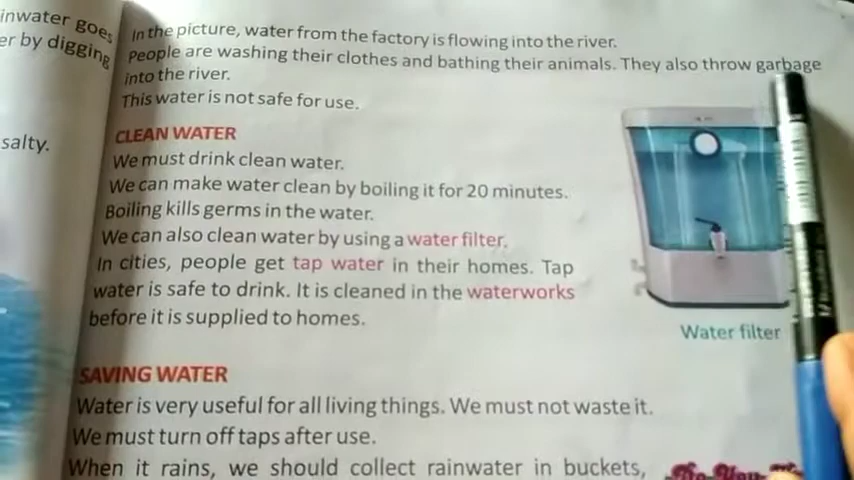 inwater goes
er by digging
salty.
In the picture, water from the factory is flowing into the river.
People are washing their clothes and bathing their animals. They also throw garbage
into the river.
This water is not safe for use.
CLEAN WATER
We must drink clean water.
We can make water clean by boiling it for 20 minutes.
Boiling kills germs in the water.
We can also clean water by using a water filter.
In cities, people get tap water in their homes. Tap
water is safe to drink. It is cleaned in the waterworks
before it is supplied to homes.
Water filter
SAVING WATER
Water is very useful for all living things. We must not waste it.
We must turn off taps after use.
When it rains, we should collect rainwater in buckets,